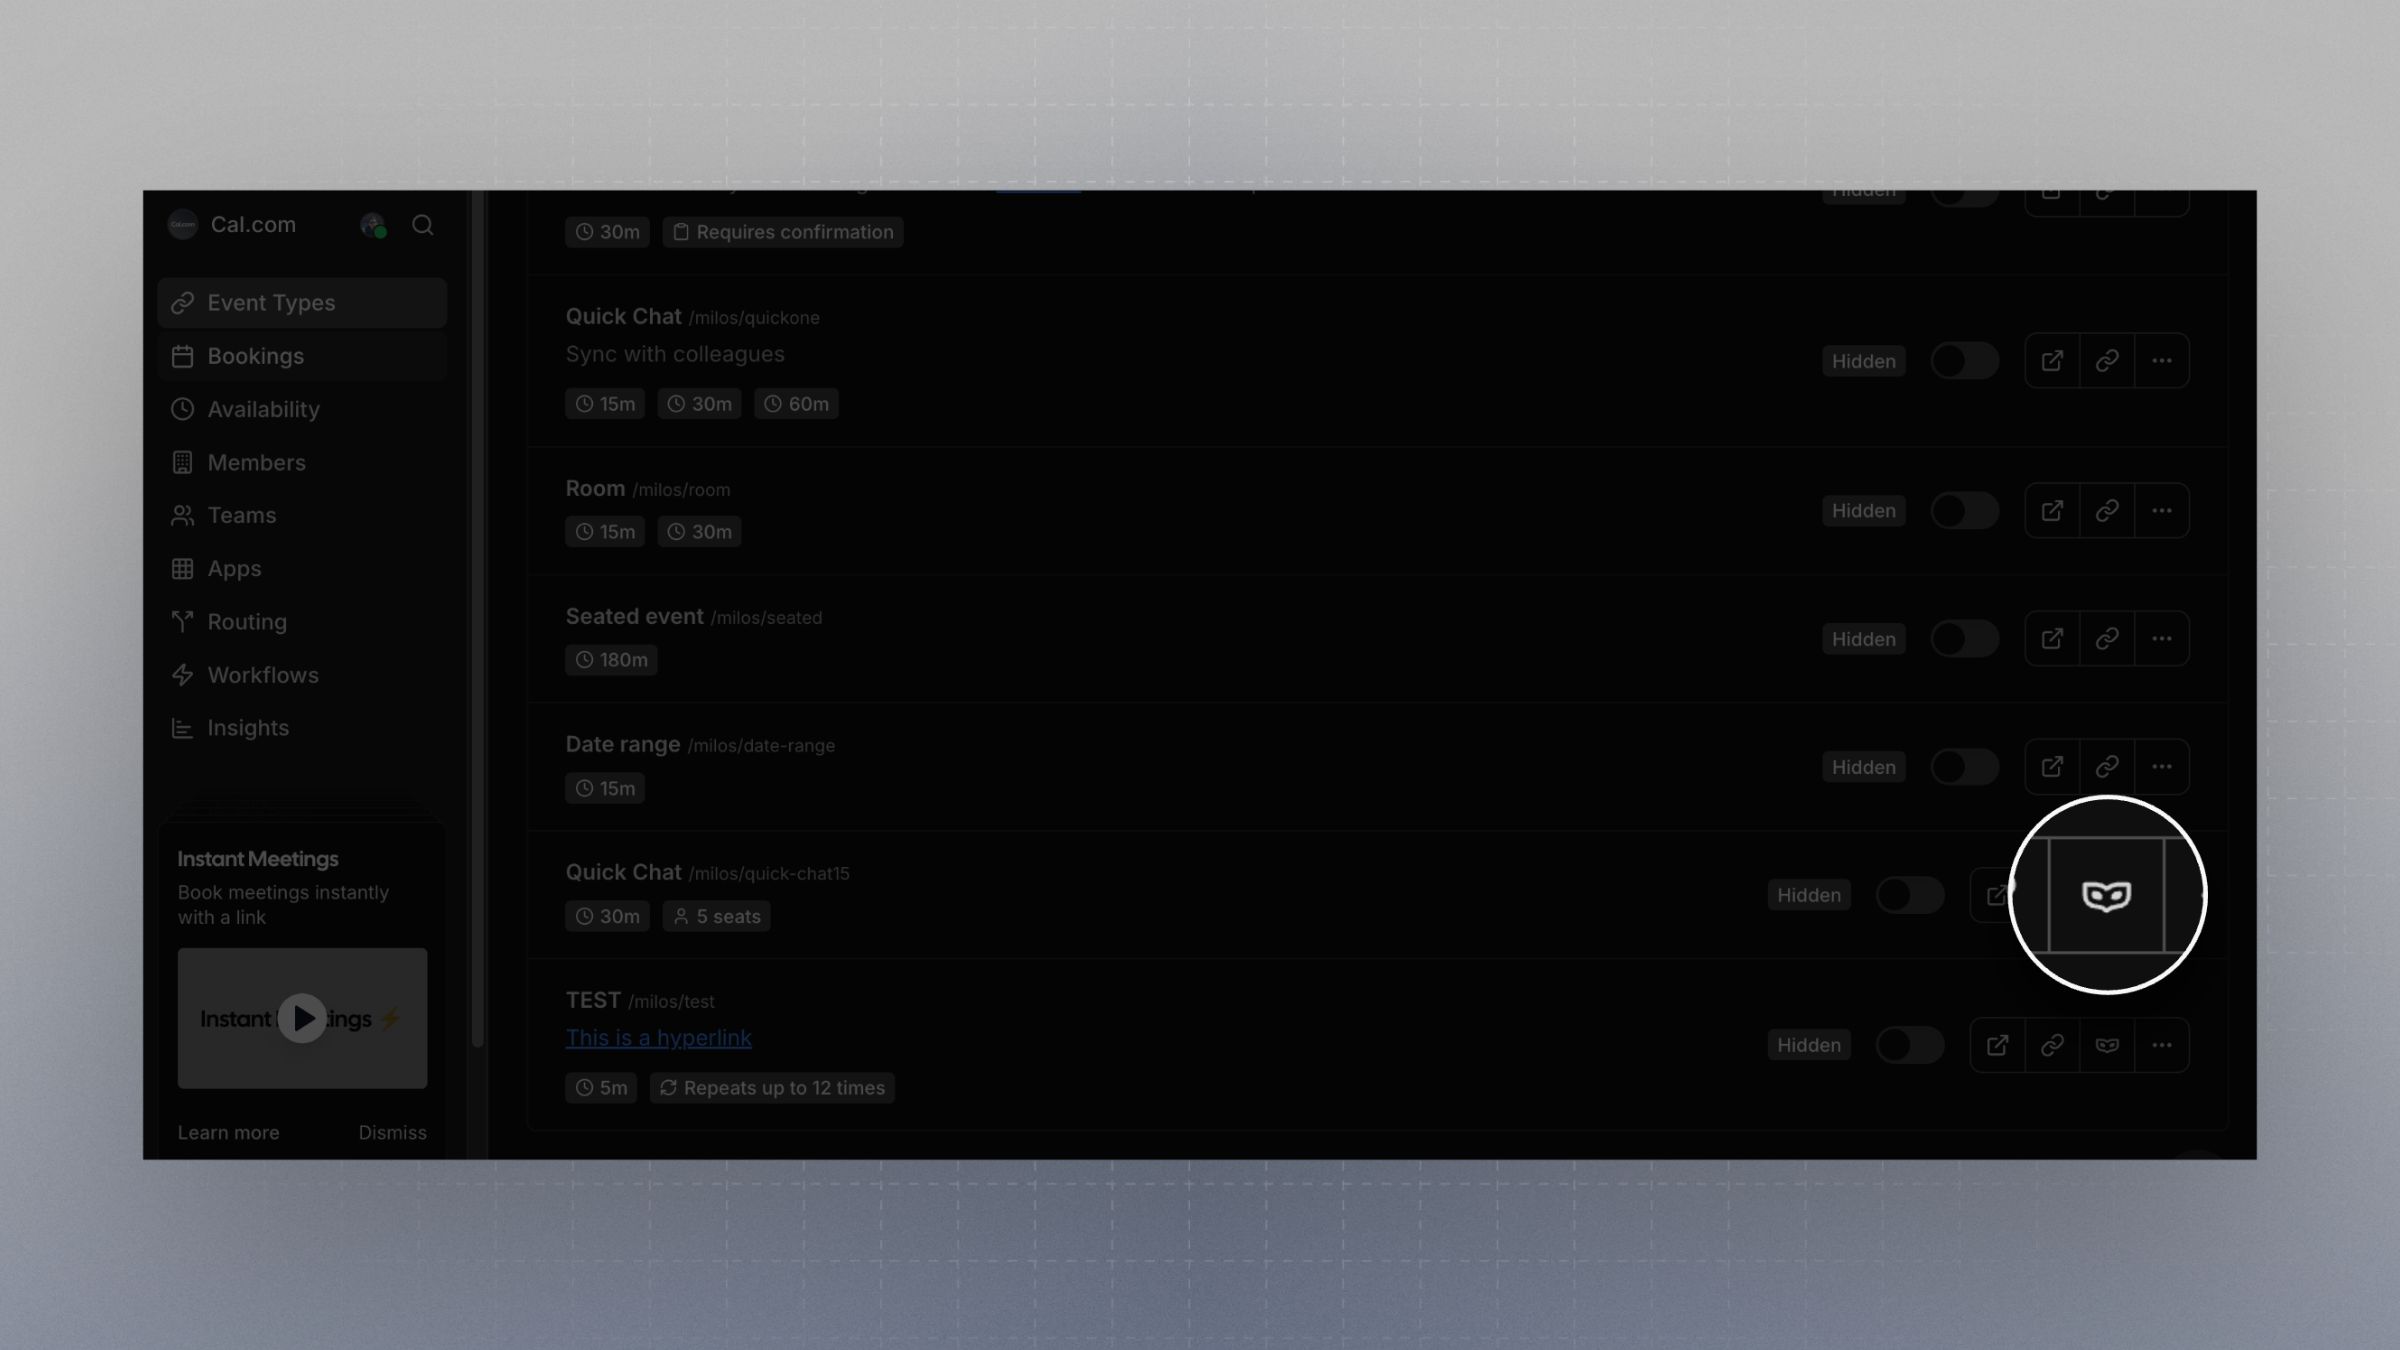 Cal.com
Event Types
Bookings
Availability
Members
Teams
Apps
Routing
Workflows
Insights
Instant Meetings
Book meetings instantly
with a link
Learn more Dismiss
Hidden
30m Requires confirmation
Quick Chat /milos/quickone
Sync with colleagues
15m 30m 60m
Hidden
Room /milos/room
15m 30m
Hidden
Seated event /milos/seated
180m
Hidden
Date range /milos/date-range
15m
Hidden
Quick Chat /milos/quick-chat15
30m 5 seats
Hidden
TEST /milos/test
This is a hyperlink
5m Repeats up to 12 times
Hidden